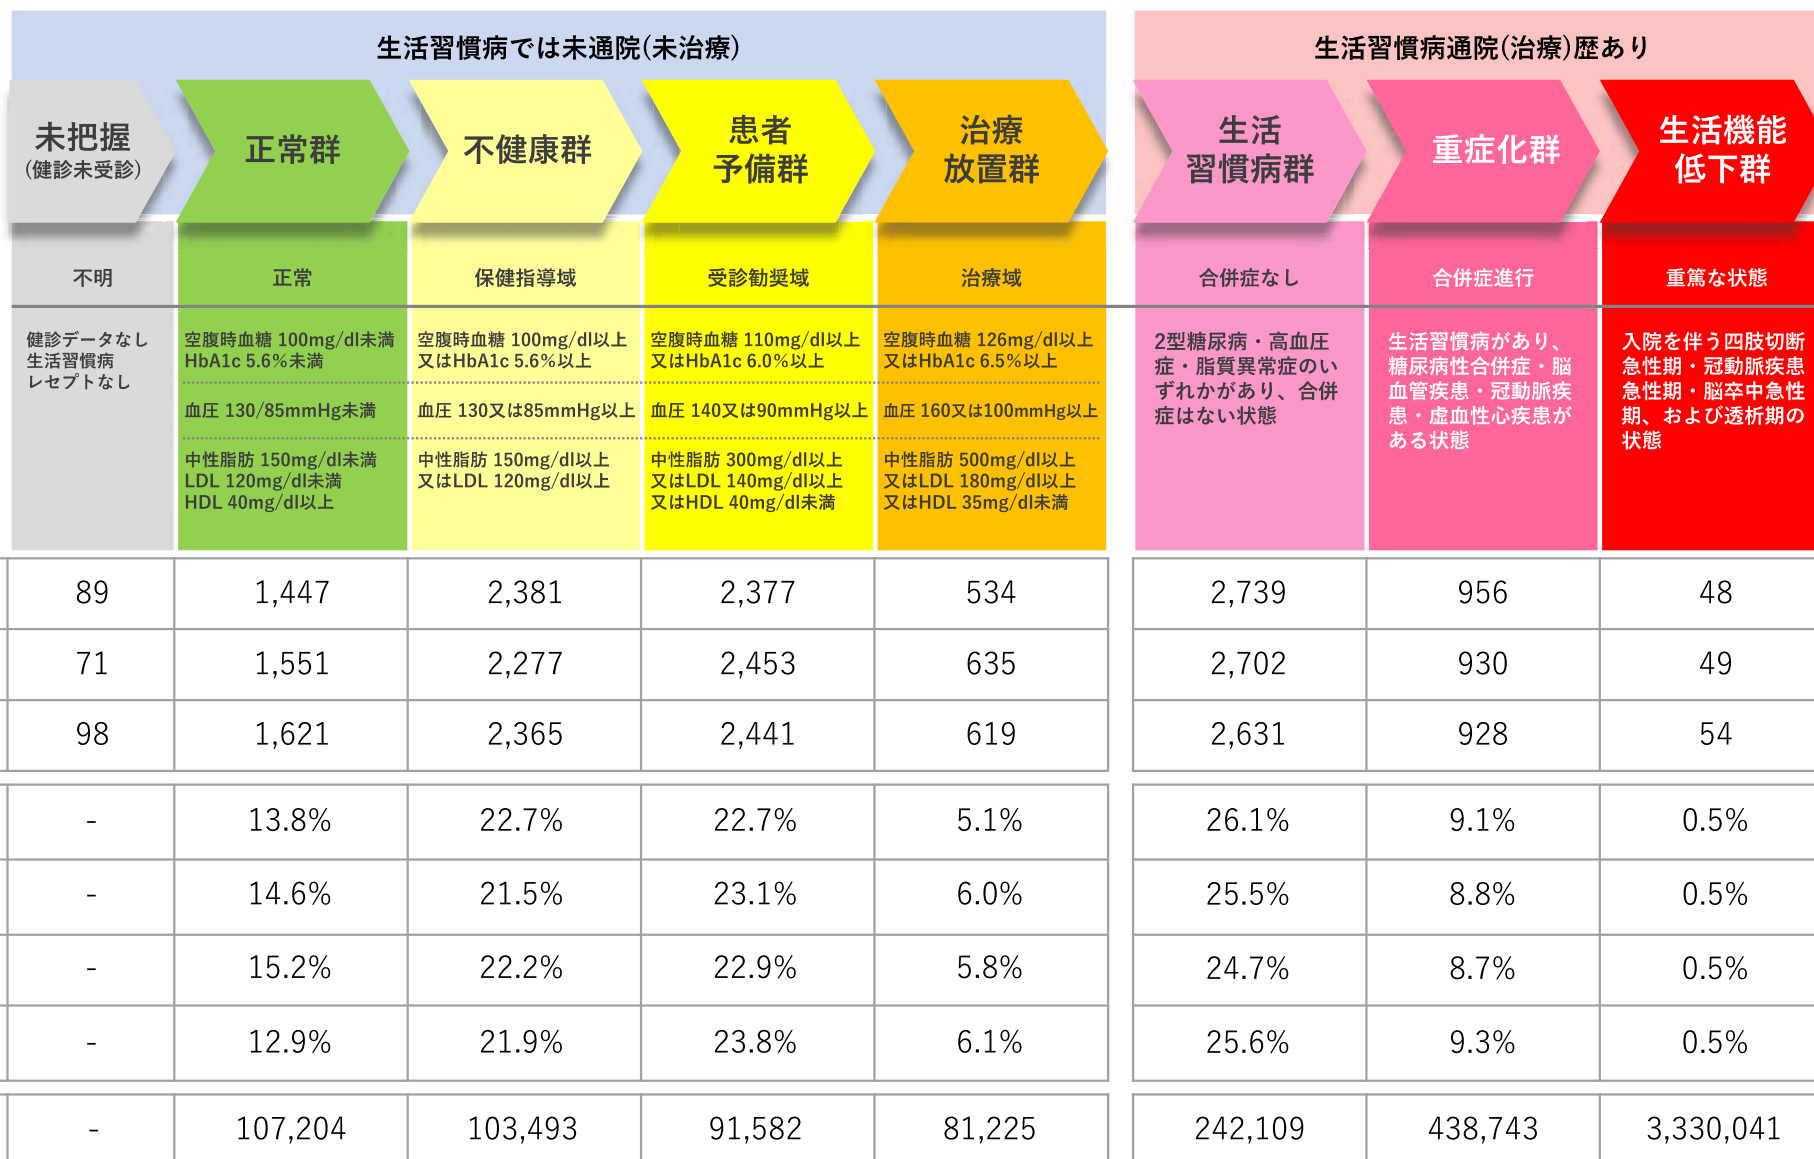 生活習慣病では未通院(未治療)
生活習慣病通院(治療)歴あり
未把握
(健診未受診)
正常群
不健康群
患者
予備群
治療
放置群
生活
習慣病群
重症化群
生活機能
低下群
不明
正常
保健指導域
受診勧奨域
治療域
合併症なし
合併症進行
重篤な状態
健診データなし
生活習慣病
レセプトなし
空腹時血糖 100mg/dl未満
HbA1c 5.6%未満
血圧 130/85mmHg未満
中性脂肪 150mg/dl未満
LDL 120mg/dl未満
HDL 40mg/dl以上
空腹時血糖 100mg/dl以上
又はHbA1c 5.6%以上
血圧 130又は85mmHg以上
中性脂肪 150mg/dl以上
又はLDL 120mg/dl以上
空腹時血糖 110mg/dl以上
又はHbA1c 6.0%以上
血圧 140又は90mmHg以上
中性脂肪 300mg/dl以上
又はLDL 140mg/dl以上
又はHDL 40mg/dl未満
空腹時血糖 126mg/dl以上
又はHbA1c 6.5%以上
血圧 160又は100mmHg以上
中性脂肪 500mg/dl以上
又はLDL 180mg/dl以上
又はHDL 35mg/dl未満
2型糖尿病・高血圧
症・脂質異常症のい
ずれかがあり、合併
症はない状態
生活習慣病があり、
糖尿病性合併症・脳
血管疾患・冠動脈疾
患・虚血性心疾患が
ある状態
入院を伴う四肢切断
急性期・冠動脈疾患
急性期・脳卒中急性
期、および透析期の
状態
89 1,447 2,381 2,377 534 2,739 956 48
71 1,551 2,277 2,453 635 2,702 930 49
98 1,621 2,365 2,441 619 2,631 928 54
- 13.8% 22.7% 22.7% 5.1% 26.1% 9.1% 0.5%
- 14.6% 21.5% 23.1% 6.0% 25.5% 8.8% 0.5%
- 15.2% 22.2% 22.9% 5.8% 24.7% 8.7% 0.5%
- 12.9% 21.9% 23.8% 6.1% 25.6% 9.3% 0.5%
- 107,204 103,493 91,582 81,225 242,109 438,743 3,330,041